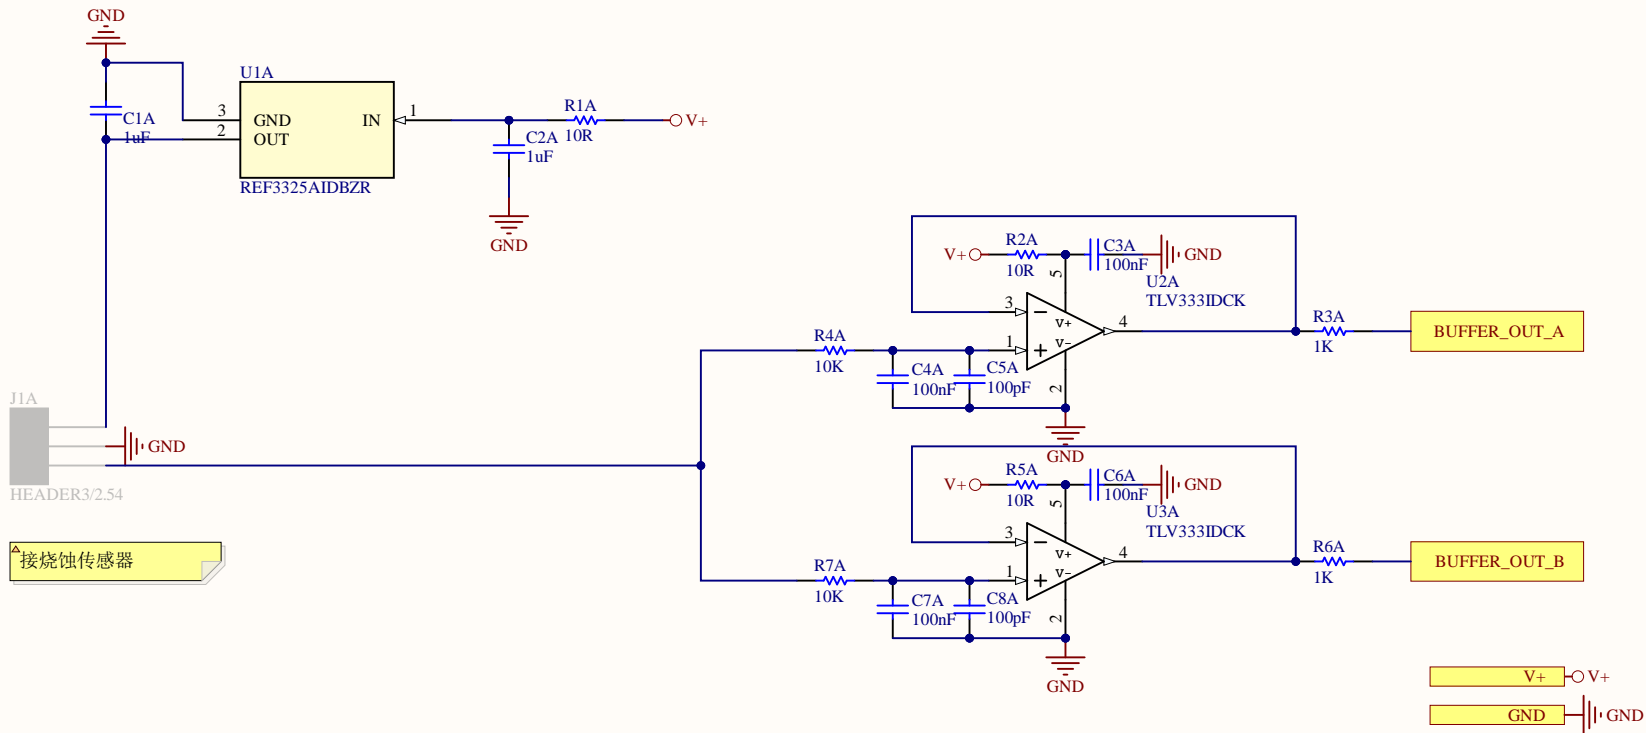 GND
U1A
3
GND
IN
1
2
OUT
C1A
1uF
REF3325AIDBZR
R1A
10R
V+
C2A
1uF
GND
V+
R2A
10R
C3A
100nF
GND
5
U2A
TLV333IDCK
3
V+
V-
4
1
2
R4A
10K
C4A
100nF
C5A
100pF
GND
R3A
1K
BUFFER_OUT_A
J1A
GND
HEADER3/2.54
接烧蚀传感器
V+
R5A
10R
C6A
100nF
GND
5
U3A
TLV333IDCK
3
V+
V-
4
1
2
R7A
10K
C7A
100nF
C8A
100pF
GND
R6A
1K
BUFFER_OUT_B
V+
V+
GND
GND